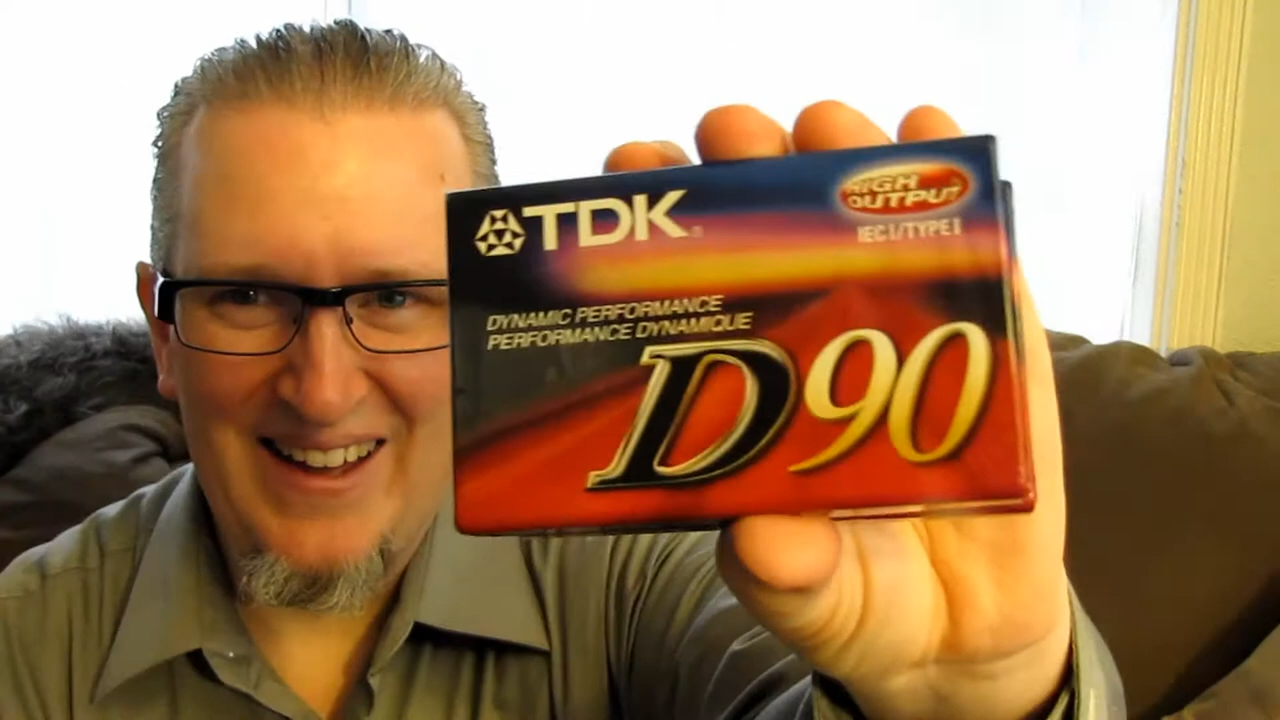 TDK
HIGH
OUTPUT
IEC I/TYPE I
DYNAMIC PERFORMANCE
PERFORMANCE DYNAMIQUE
D90